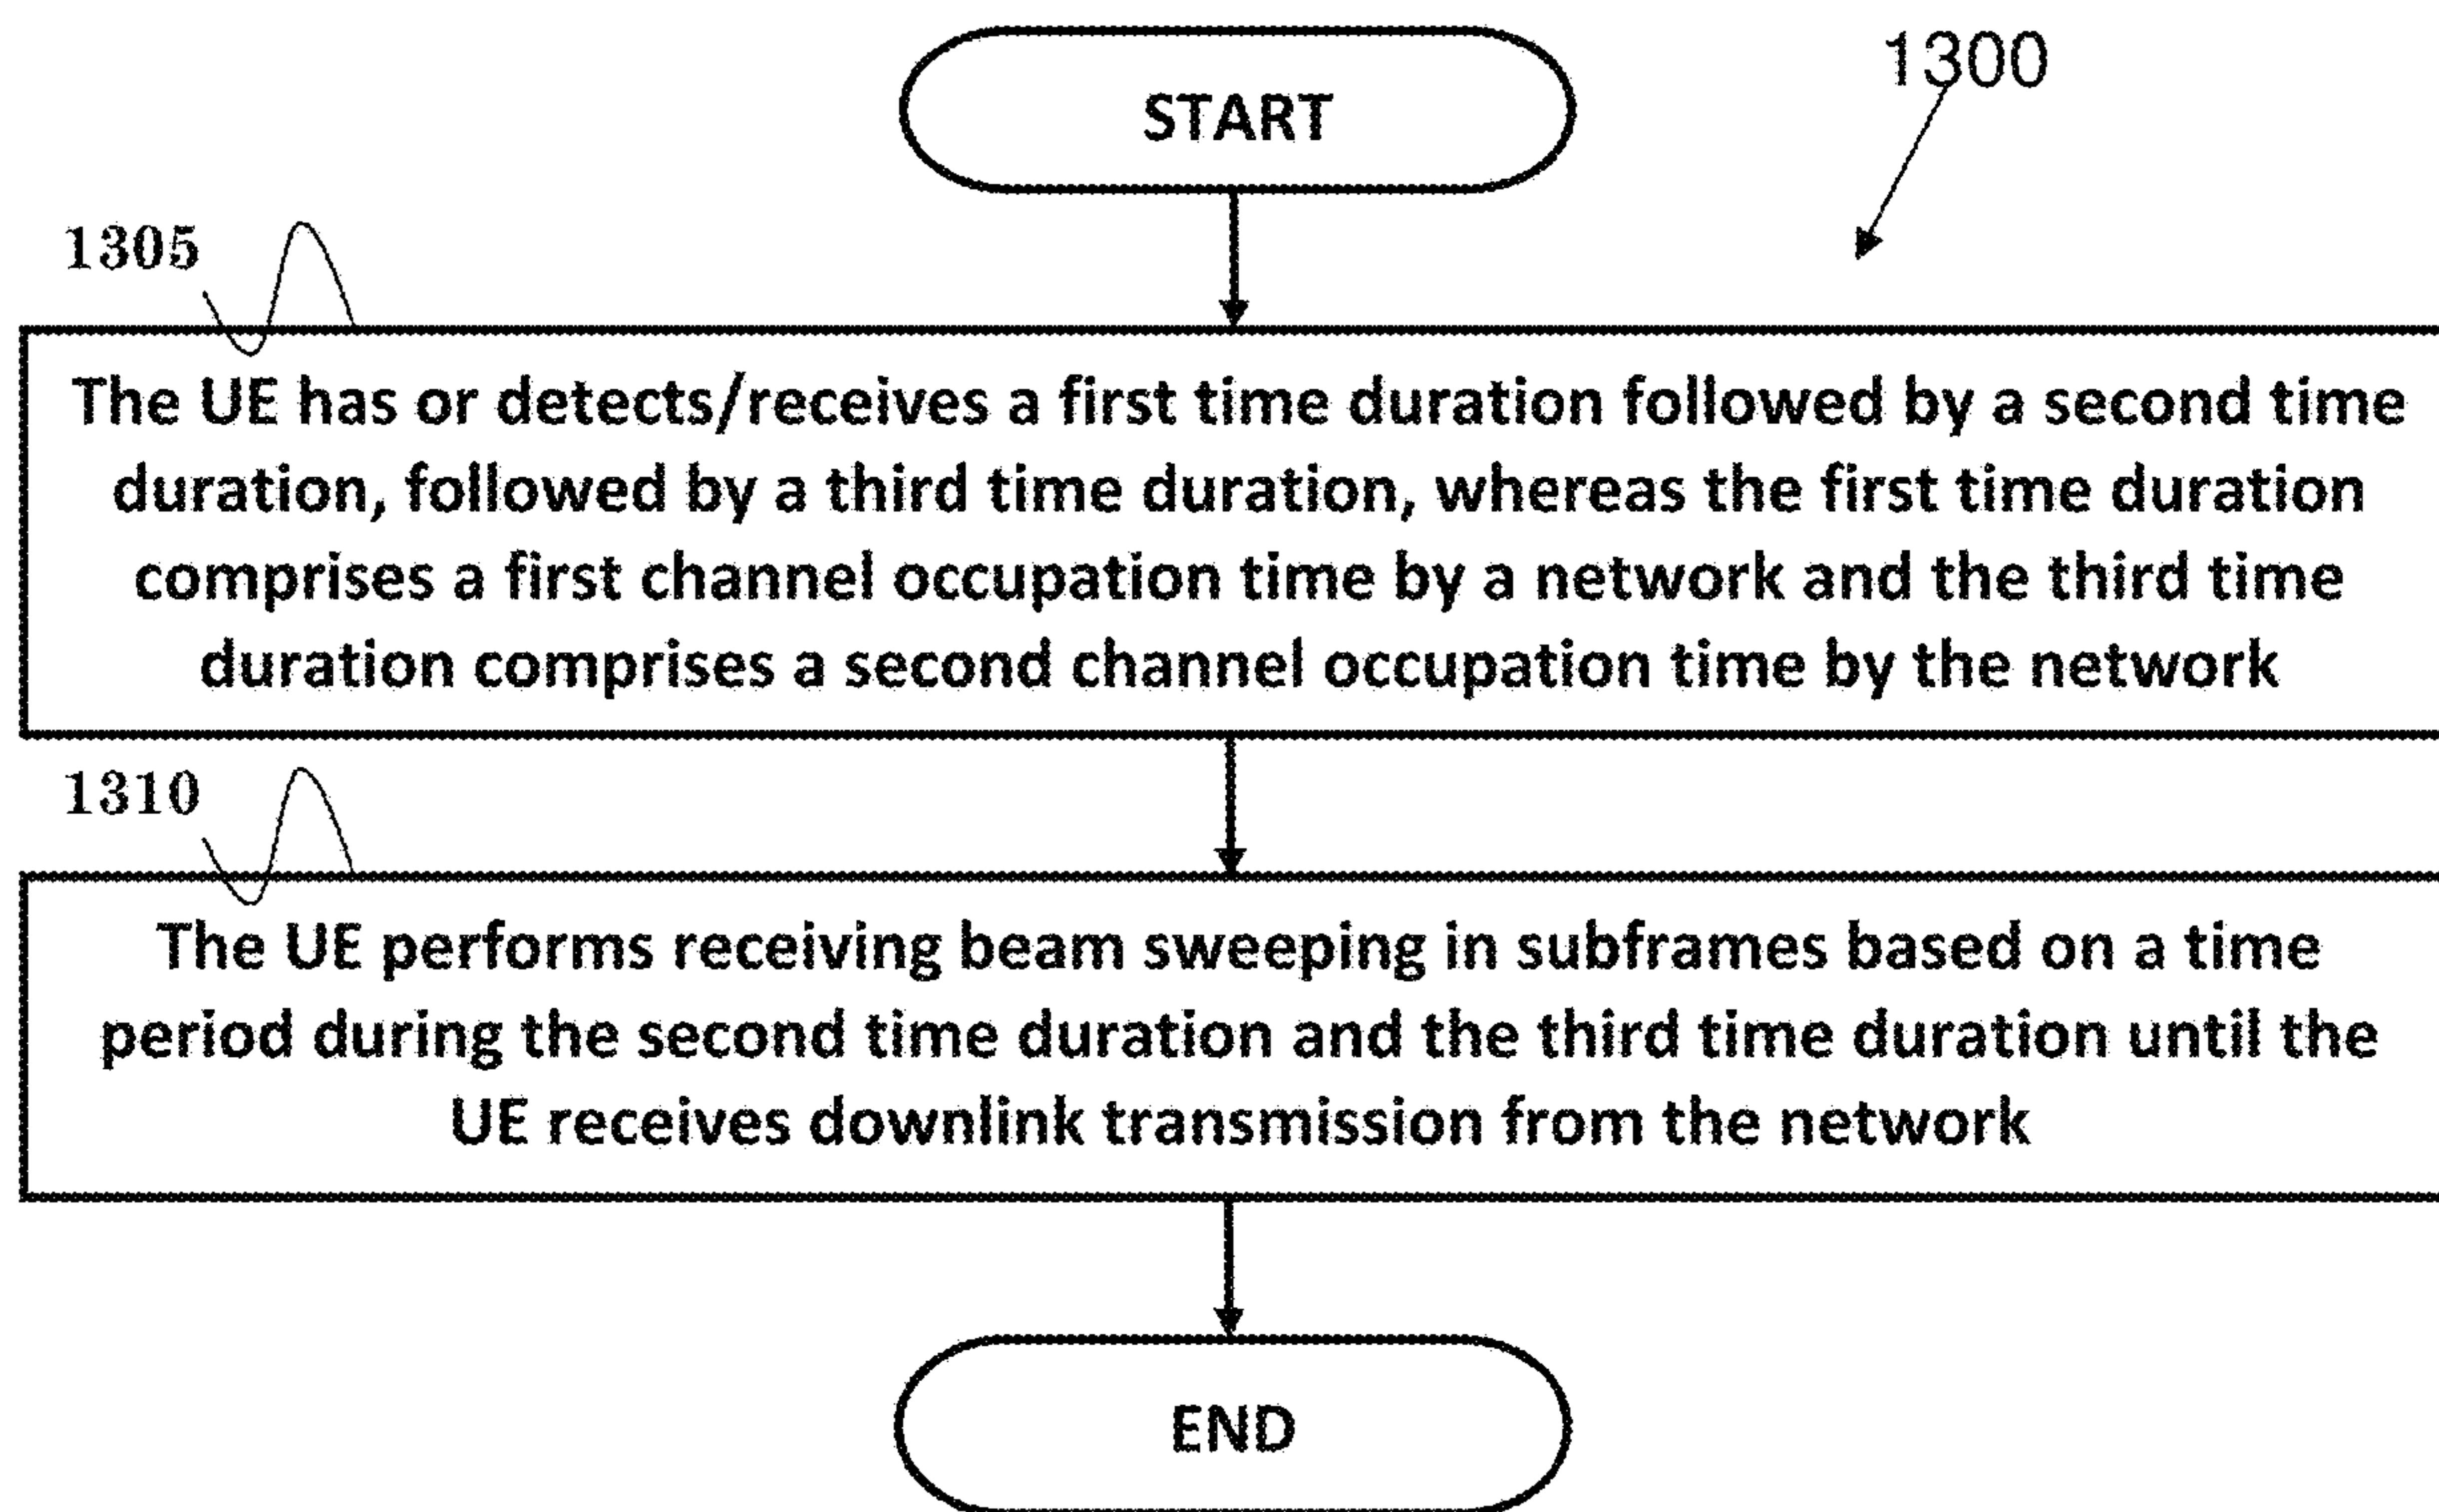 START
1300
1305
The UE has or detects/receives a first time duration followed by a second time
duration, followed by a third time duration, whereas the first time duration
comprises a first channel occupation time by a network and the third time
duration comprises a second channel occupation time by the network
1310
The UE performs receiving beam sweeping in subframes based on a time
period during the second time duration and the third time duration until the
UE receives downlink transmission from the network
END